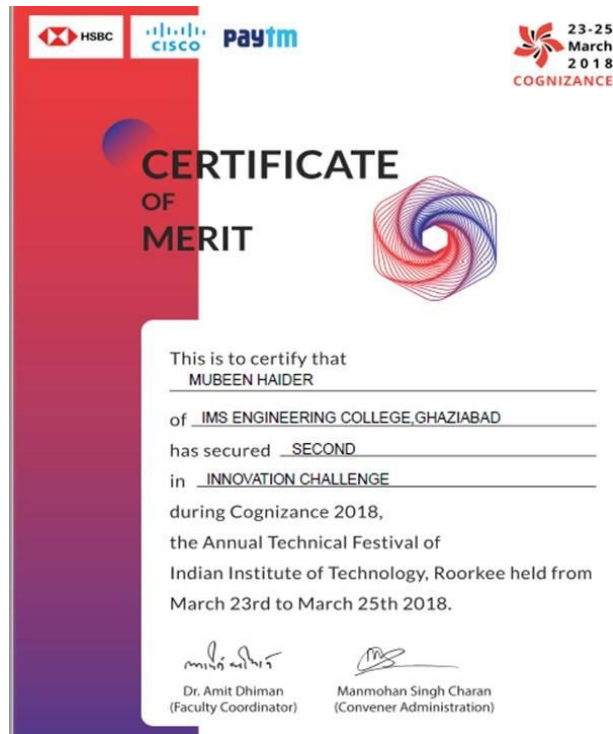 HSBC
CISCO
paytm
23-25
March
2018
COGNIZANCE
CERTIFICATE
OF
MERIT
This is to certify that
MUBEEN HAIDER
of IMS ENGINEERING COLLEGE,GHAZIABAD
has secured SECOND
in INNOVATION CHALLENGE
during Cognizance 2018,
the Annual Technical Festival of
Indian Institute of Technology, Roorkee held from
March 23rd to March 25th 2018.
Dr. Amit Dhiman
(Faculty Coordinator)
Manmohan Singh Charan
(Convener Administration)